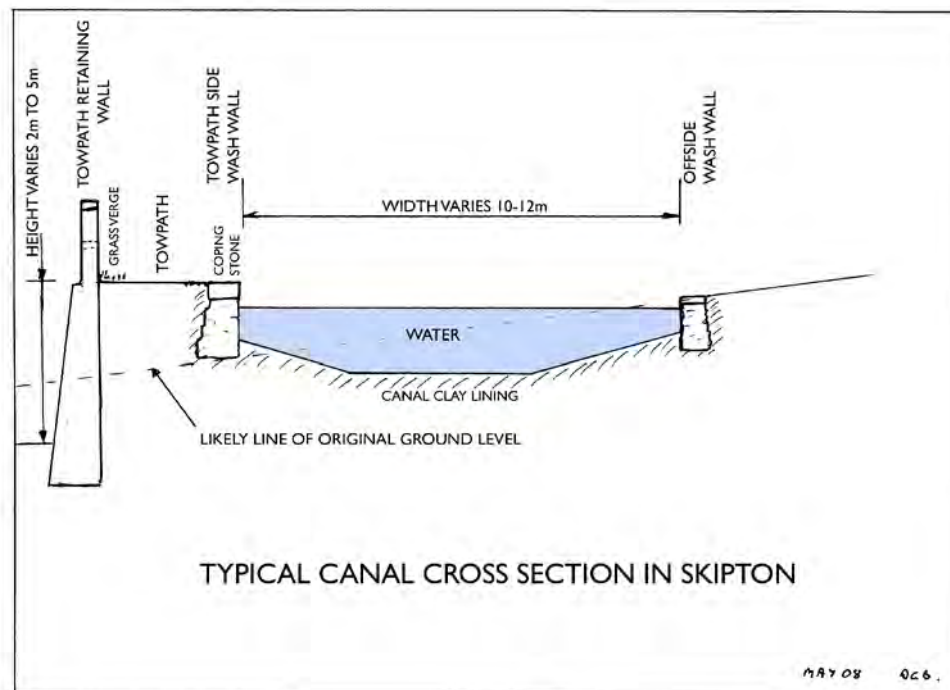 HEIGHT VARIES 2m TO 5m
TOWPATH RETAINING
WALL
GRASS VERGE
TOWPATH
TOWPATH SIDE
WASH WALL
COPING
STONE
OFFSIDE
WASH WALL
WIDTH VARIES 10-12m
WATER
CANAL CLAY LINING
LIKELY LINE OF ORIGINAL GROUND LEVEL
TYPICAL CANAL CROSS SECTION IN SKIPTON
MAY 08